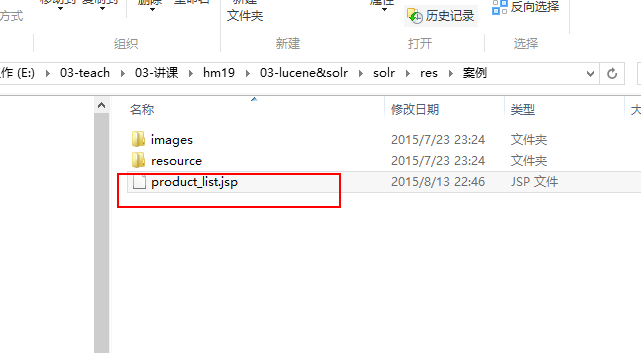 移动到 复制到 删除 重命名 新建 属性 反向选择
方式 文件夹 历史记录
组织 新建 打开 选择
作 (E:) 03-teach 03-讲课 hm19 03-lucene&solr solr res 案例
名称 修改日期 类型 大
images 2015/7/23 23:24 文件夹
resource 2015/7/23 23:24 文件夹
product_list.jsp 2015/8/13 22:46 JSP 文件